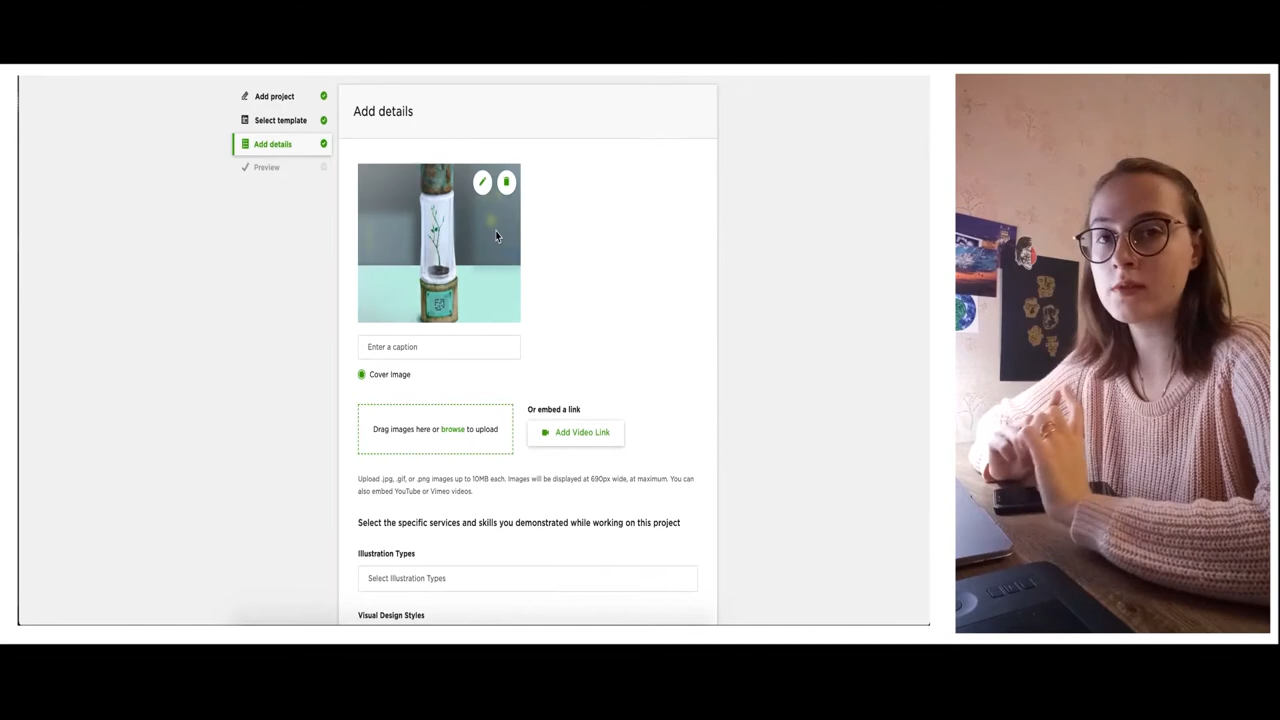 Add project
Select template
Add details
Preview
Add details
Enter a caption
Cover Image
Drag images here or browse to upload
Or embed a link
Add Video Link
Upload .jpg, .gif, or .png images up to 10MB each. Images will be displayed at 690px wide, at maximum. You can
also embed YouTube or Vimeo videos.
Select the specific services and skills you demonstrated while working on this project
Illustration Types
Select Illustration Types
Visual Design Styles